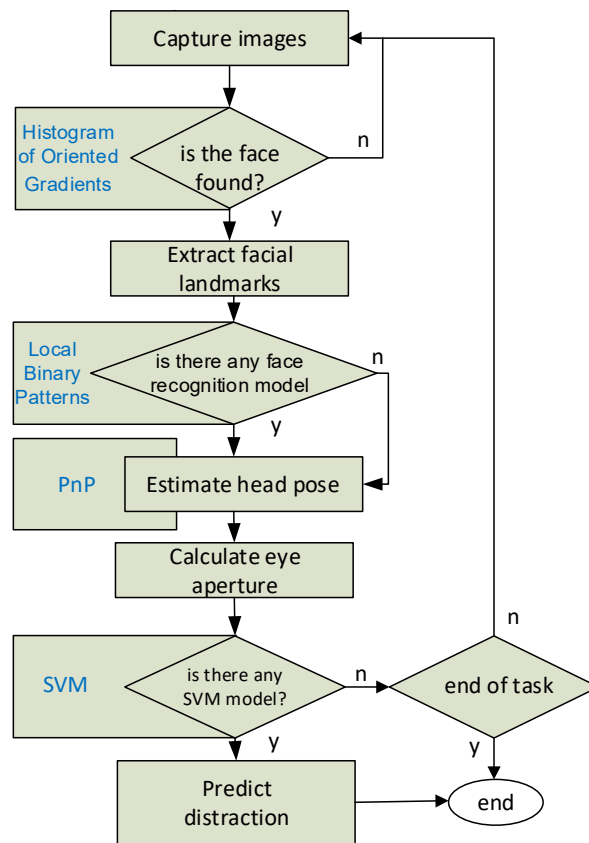 Capture images
Histogram
of Oriented
Gradients
is the face
found?
n
y
Extract facial
landmarks
Local
Binary
Patterns
is there any face
recognition model
n
y
PnP
Estimate head pose
Calculate eye
aperture
SVM
is there any
SVM model?
n
y
n
end of task
y
Predict
distraction
end